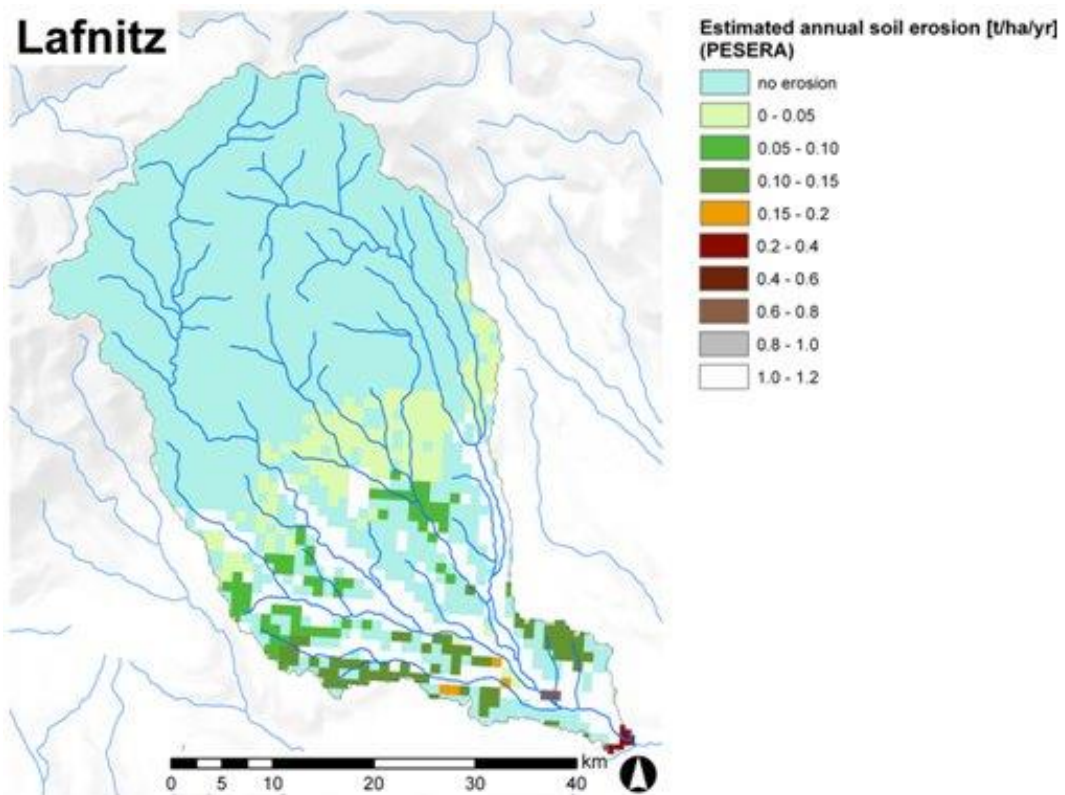 Lafnitz
Estimated annual soil erosion [t/ha/yr]
(PESERA)
no erosion
0 - 0.05
0.05 - 0.10
0.10 - 0.15
0.15 - 0.2
0.2 - 0.4
0.4 - 0.6
0.6 - 0.8
0.8 - 1.0
1.0 - 1.2
km
0 5 10 20 30 40